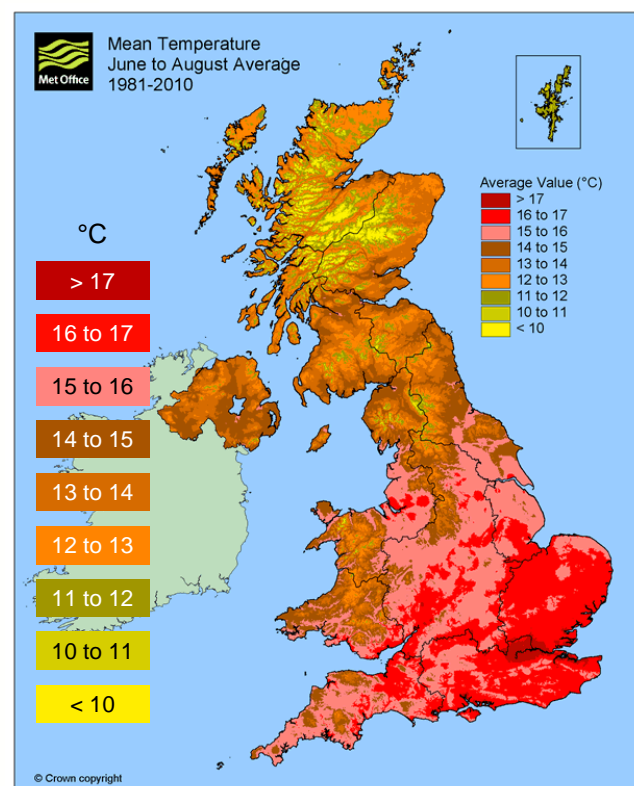 Met Office
Mean Temperature
June to August Average
1981-2010
Average Value (°C)
> 17
16 to 17
15 to 16
14 to 15
13 to 14
12 to 13
11 to 12
10 to 11
< 10
°C
> 17
16 to 17
15 to 16
14 to 15
13 to 14
12 to 13
11 to 12
10 to 11
< 10
© Crown copyright